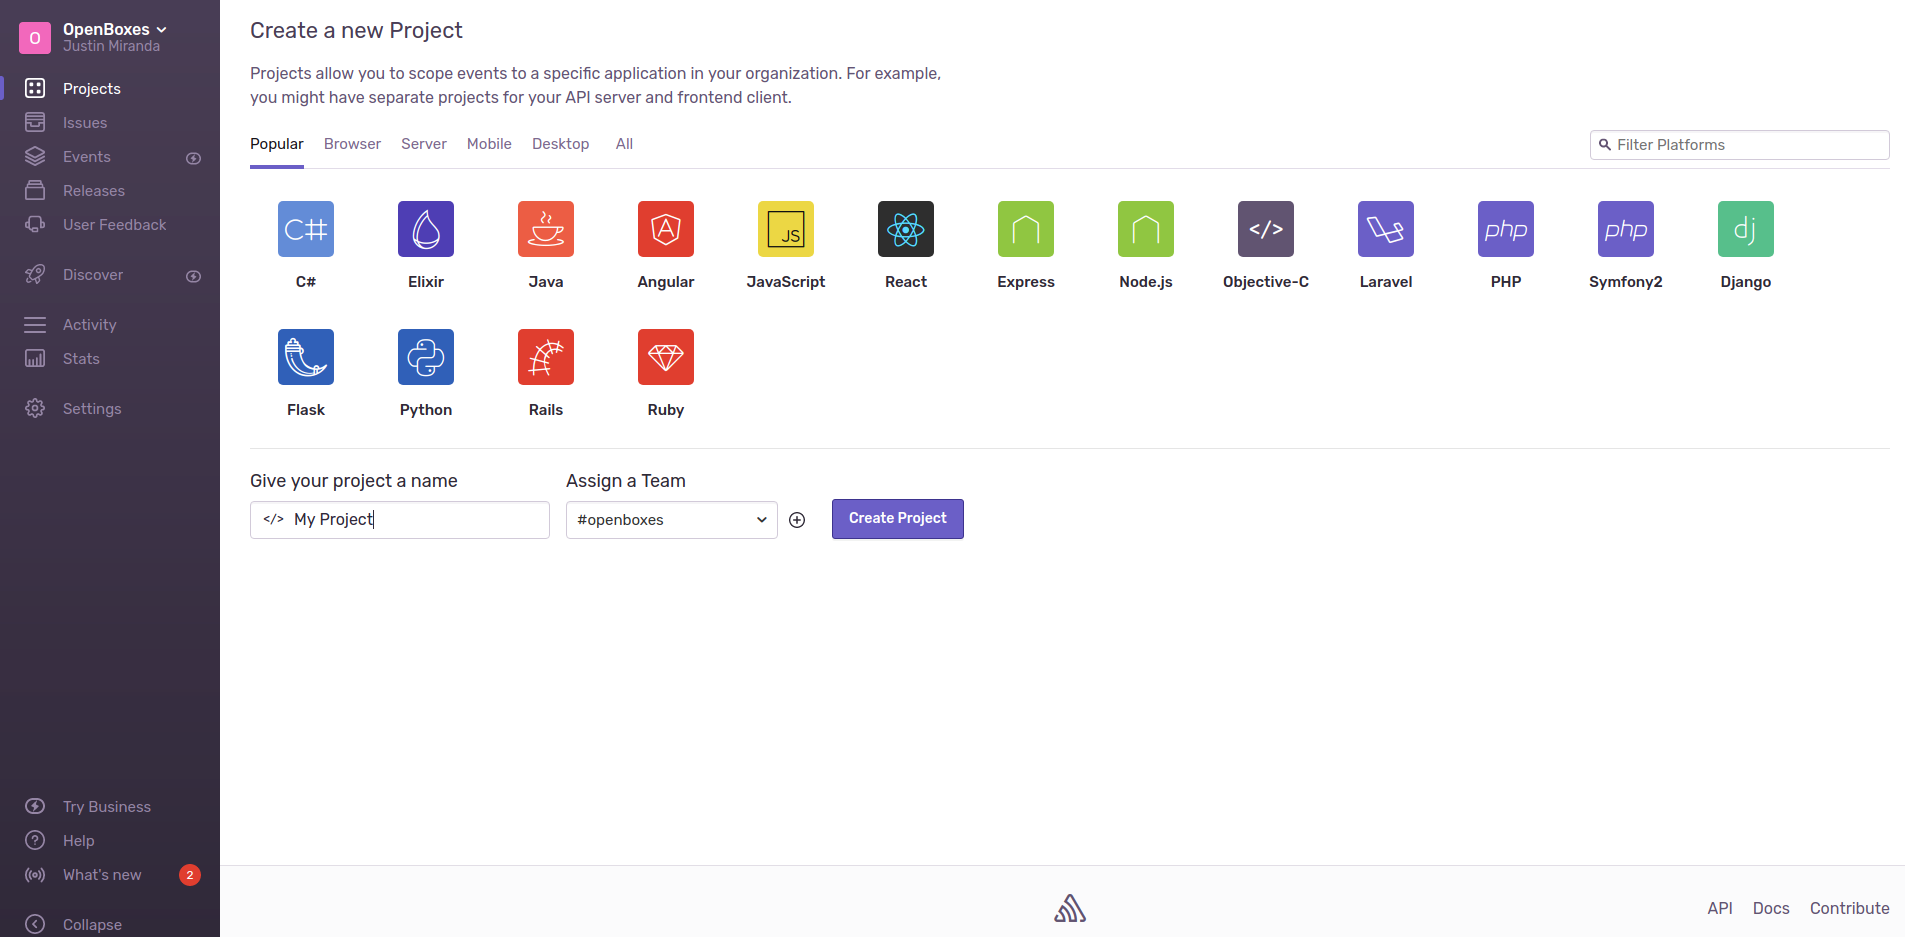 O
OpenBoxes
Justin Miranda
Projects
Issues
Events
Releases
User Feedback
Discover
Activity
Stats
Settings
Try Business
Help
What's new 2
Collapse
Create a new Project
Projects allow you to scope events to a specific application in your organization. For example,
you might have separate projects for your API server and frontend client.
Popular Browser Server Mobile Desktop All Filter Platforms
C# JS </> php php dj
C# Elixir Java Angular JavaScript React Express Node.js Objective-C Laravel PHP Symfony2 Django
Flask Python Rails Ruby
Give your project a name Assign a Team
</> My Project #openboxes Create Project
API Docs Contribute